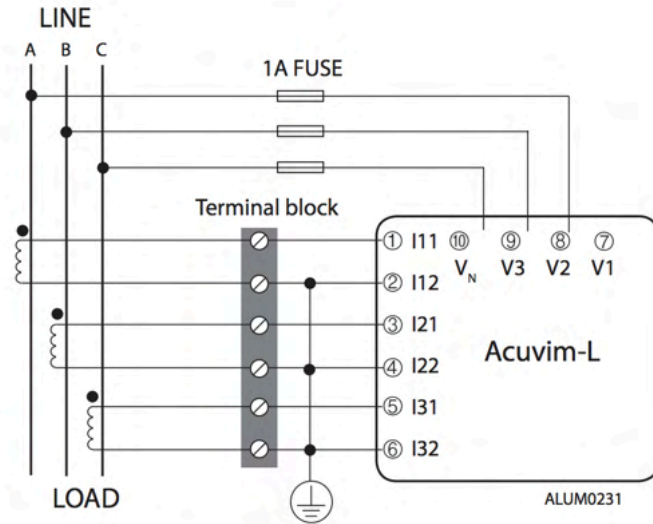 LINE
A B C
1A FUSE
Terminal block
① I11 ⑩ ⑨ ⑧ ⑦
V_N V3 V2 V1
② I12
③ I21
④ I22
Acuvim-L
⑤ I31
⑥ I32
LOAD
ALUM0231